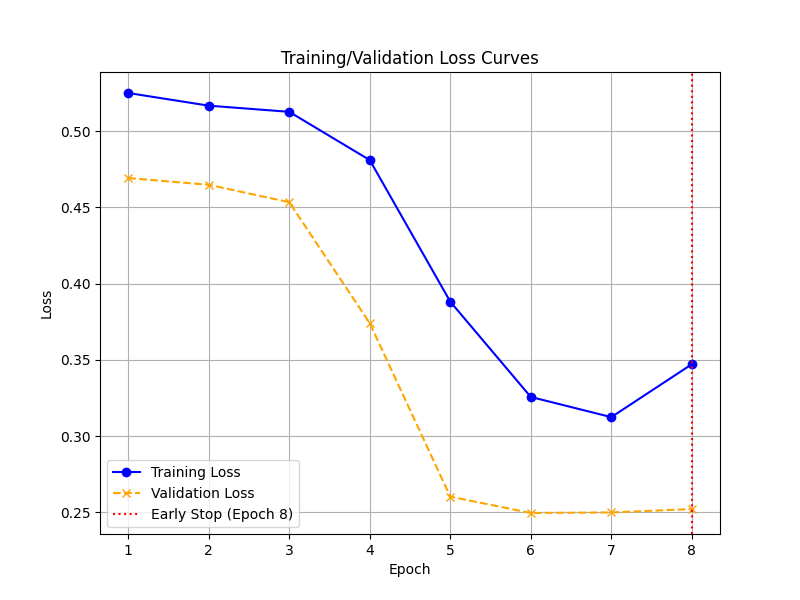 Training/Validation Loss Curves
Loss
0.50
0.45
0.40
0.35
0.30
0.25
Training Loss
Validation Loss
Early Stop (Epoch 8)
1 2 3 4 5 6 7 8
Epoch